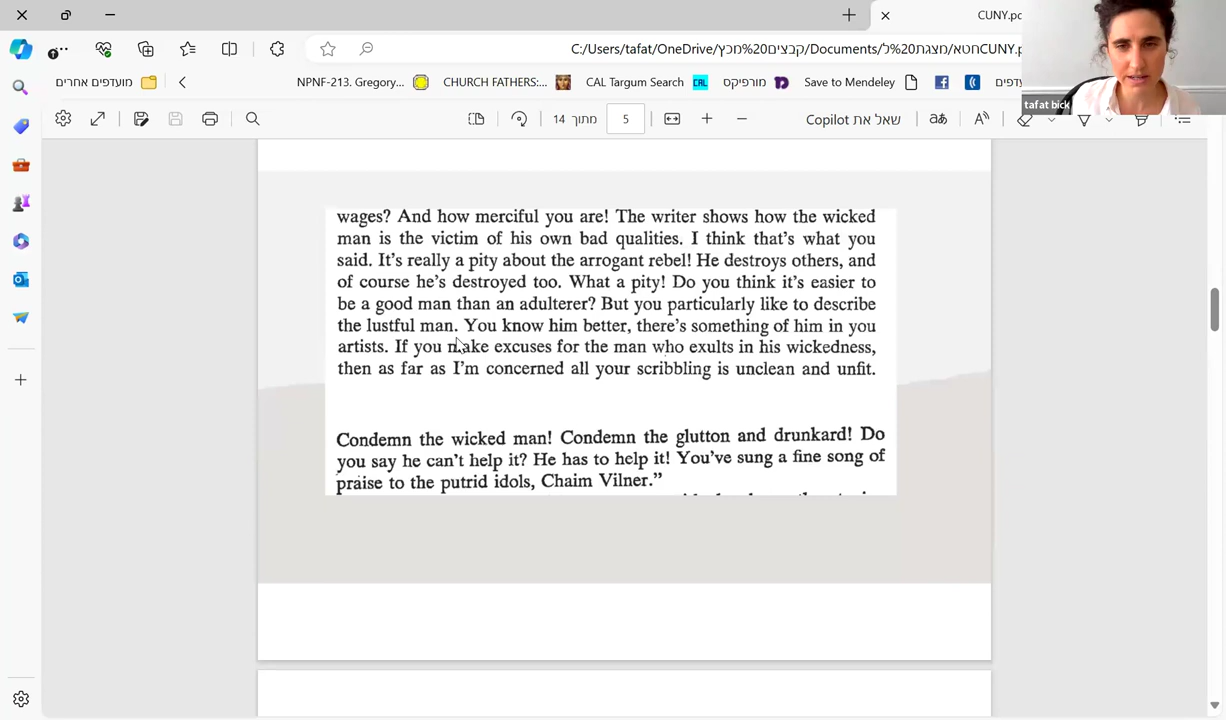 CUNY.pc
C:/Users/tafat/OneDrive/קבצים%20מכץ/Documents/מצגת%20ל/חטאCUNY.p
מועדפים אחרים
NPNF-213. Gregory...
CHURCH FATHERS:...
CAL Targum Search
CAL
מורפיקס
Save to Mendeley
tafat bick
מתוך 14
5
שאל את Copilot
wages? And how merciful you are! The writer shows how the wicked
man is the victim of his own bad qualities. I think that's what you
said. It's really a pity about the arrogant rebel! He destroys others, and
of course he's destroyed too. What a pity! Do you think it's easier to
be a good man than an adulterer? But you particularly like to describe
the lustful man. You know him better, there's something of him in you
artists. If you make excuses for the man who exults in his wickedness,
then as far as I'm concerned all your scribbling is unclean and unfit.
Condemn the wicked man! Condemn the glutton and drunkard! Do
you say he can't help it? He has to help it! You've sung a fine song of
praise to the putrid idols, Chaim Vilner."